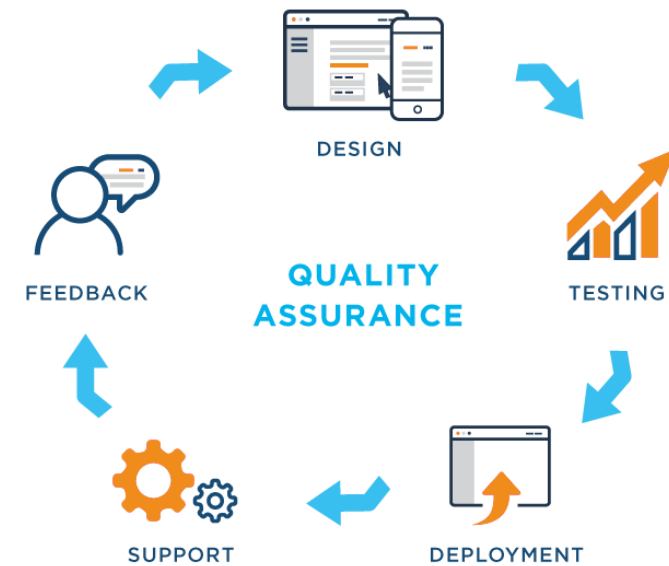 DESIGN
FEEDBACK
QUALITY
ASSURANCE
TESTING
SUPPORT
DEPLOYMENT